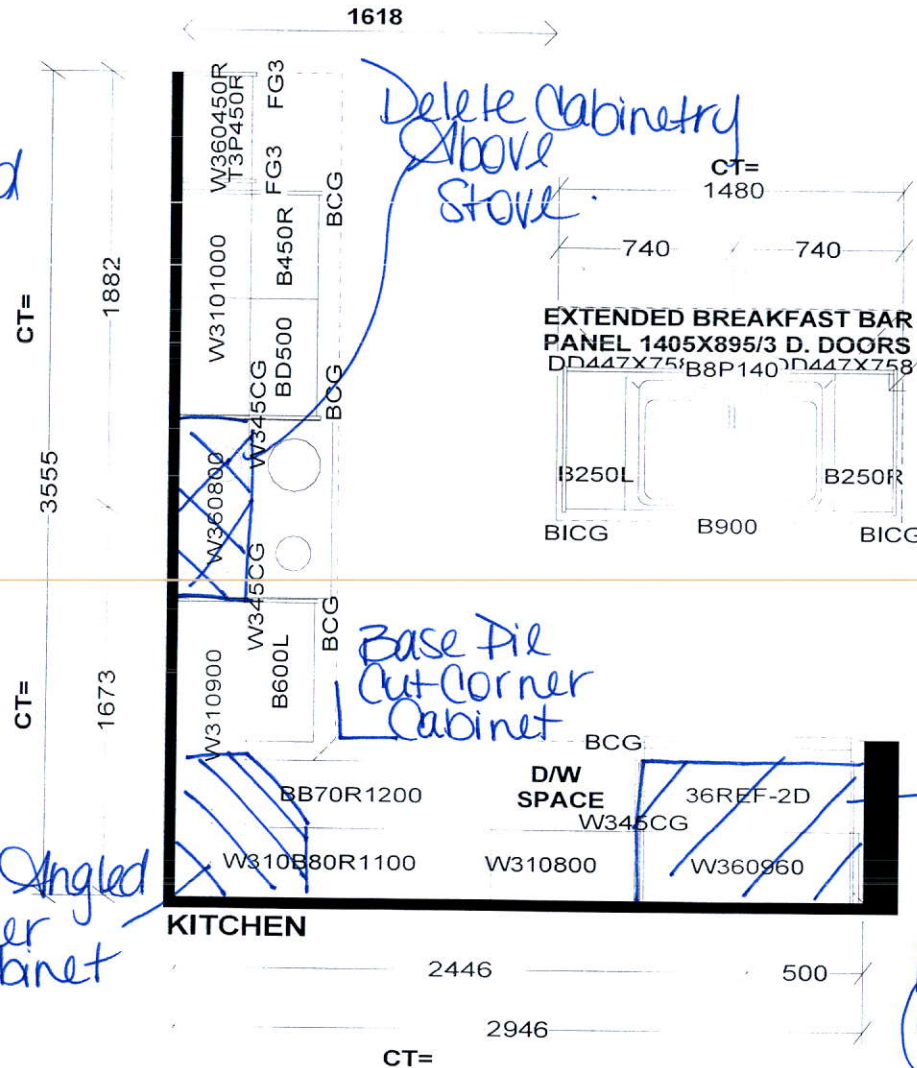 1618
Delete Cabinetry
Above
Stove.
CT=
1480
740
740
EXTENDED BREAKFAST BAR
PANEL 1405X895/3 D. DOORS
B8P140
DD447X758
B250L
B250R
BICG
B900
BICG
W360450R
T3P450R
FG3
FG3
BCG
W3101000
B450R
BD500
BCG
W345CG
W360800
W345CG
BCG
W310900
B600L
CT=
1882
3555
CT=
1673
Base Pie
Cut Corner
Cabinet
BCG
BB70R1200
D/W
SPACE
36REF-2D
W345CG
W310B80R1100
W310800
W360960
Angled
KITCHEN
2446
500
2946
CT=